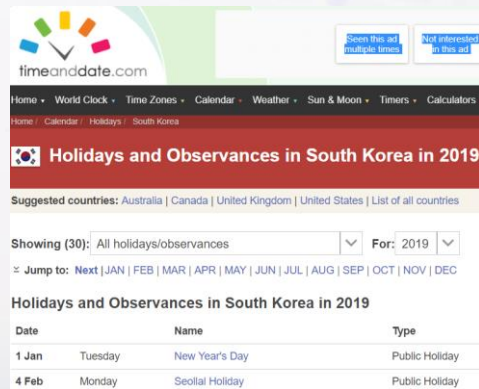 timeanddate.com
Seen this ad multiple times
Not interested in this ad
Home World Clock Time Zones Calendar Weather Sun & Moon Timers Calculators
Home / Calendar / Holidays / South Korea
Holidays and Observances in South Korea in 2019
Suggested countries: Australia | Canada | United Kingdom | United States | List of all countries
Showing (30): All holidays/observances For: 2019
Jump to: Next | JAN | FEB | MAR | APR | MAY | JUN | JUL | AUG | SEP | OCT | NOV | DEC
Holidays and Observances in South Korea in 2019
Date Name Type
1 Jan Tuesday New Year's Day Public Holiday
4 Feb Monday Seollal Holiday Public Holiday